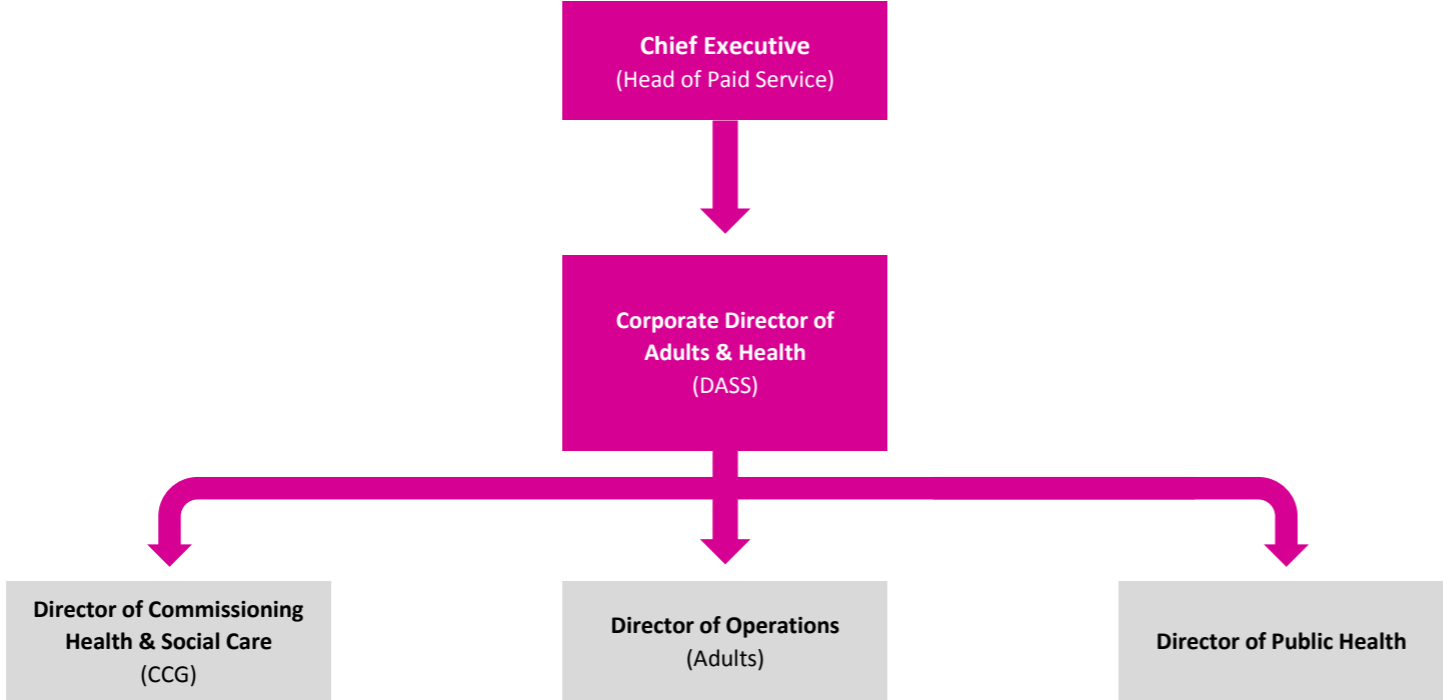 Chief Executive
(Head of Paid Service)
Corporate Director of
Adults & Health
(DASS)
Director of Commissioning
Health & Social Care
(CCG)
Director of Operations
(Adults)
Director of Public Health